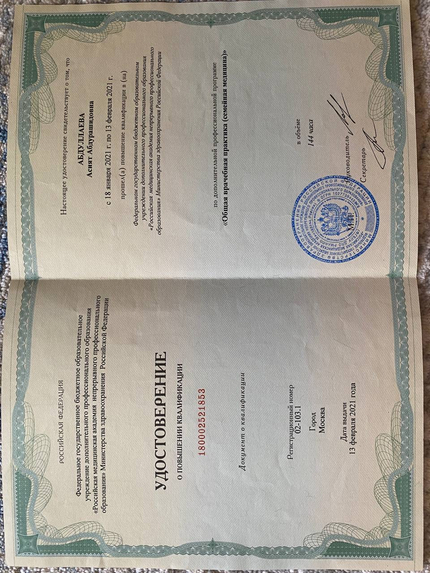 РОССИЙСКАЯ ФЕДЕРАЦИЯ
Федеральное государственное бюджетное образовательное
учреждение дополнительного профессионального образования
«Российская медицинская академия непрерывного профессионального
образования» Министерства здравоохранения Российской Федерации
УДОСТОВЕРЕНИЕ
О ПОВЫШЕНИИ КВАЛИФИКАЦИИ
180002521853
Документ о квалификации
Регистрационный номер
02-103.1
Город
Москва
Дата выдачи
13 февраля 2021 года
Настоящее удостоверение свидетельствует о том, что
АБДУЛЛАЕВА
Асият Абдурашидовна
с 18 января 2021 г. по 13 февраля 2021 г.
прошел(а) повышение квалификации в (на)
Федеральном государственном бюджетном образовательном
учреждении дополнительного профессионального образования
«Российская медицинская академия непрерывного профессионального
образования» Министерства здравоохранения Российской Федерации
по дополнительной профессиональной программе
«Общая врачебная практика (семейная медицина)»
в объёме
144 часа
Руководитель
Секретарь